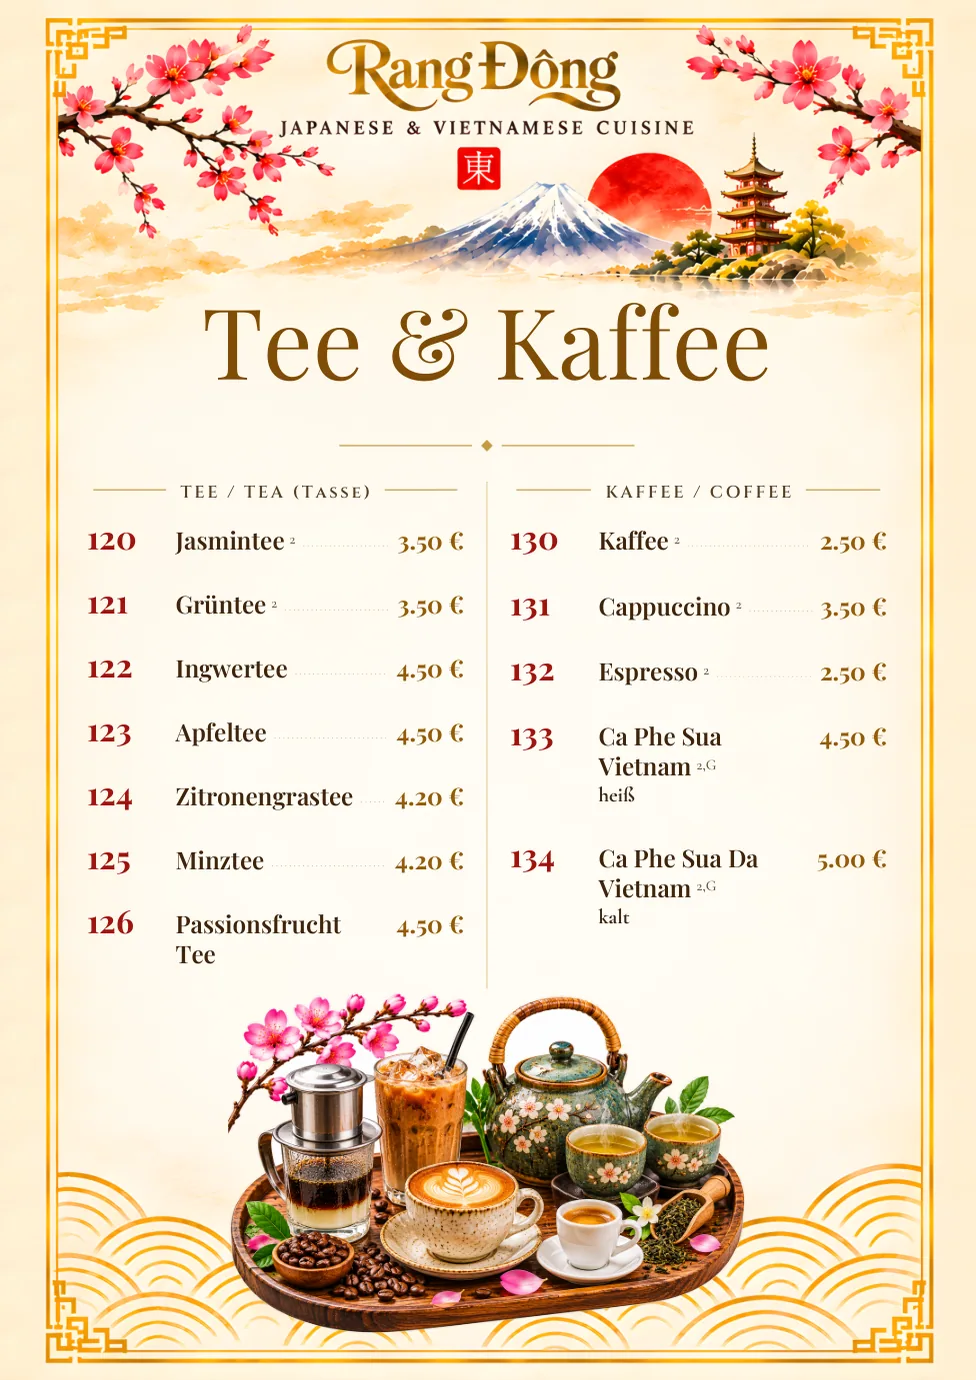 Rang Đông
JAPANESE & VIETNAMESE CUISINE
東
Tee & Kaffee
TEE / TEA (TASSE)
120 Jasmintee 2 3.50 €
121 Grüntee 2 3.50 €
122 Ingwertee 4.50 €
123 Apfeltee 4.50 €
124 Zitronengrastee 4.20 €
125 Minztee 4.20 €
126 Passionsfrucht 4.50 €
Tee
KAFFEE / COFFEE
130 Kaffee 2 2.50 €
131 Cappuccino 2 3.50 €
132 Espresso 2 2.50 €
133 Ca Phe Sua 4.50 €
Vietnam 2,G
heiß
134 Ca Phe Sua Da 5.00 €
Vietnam 2,G
kalt